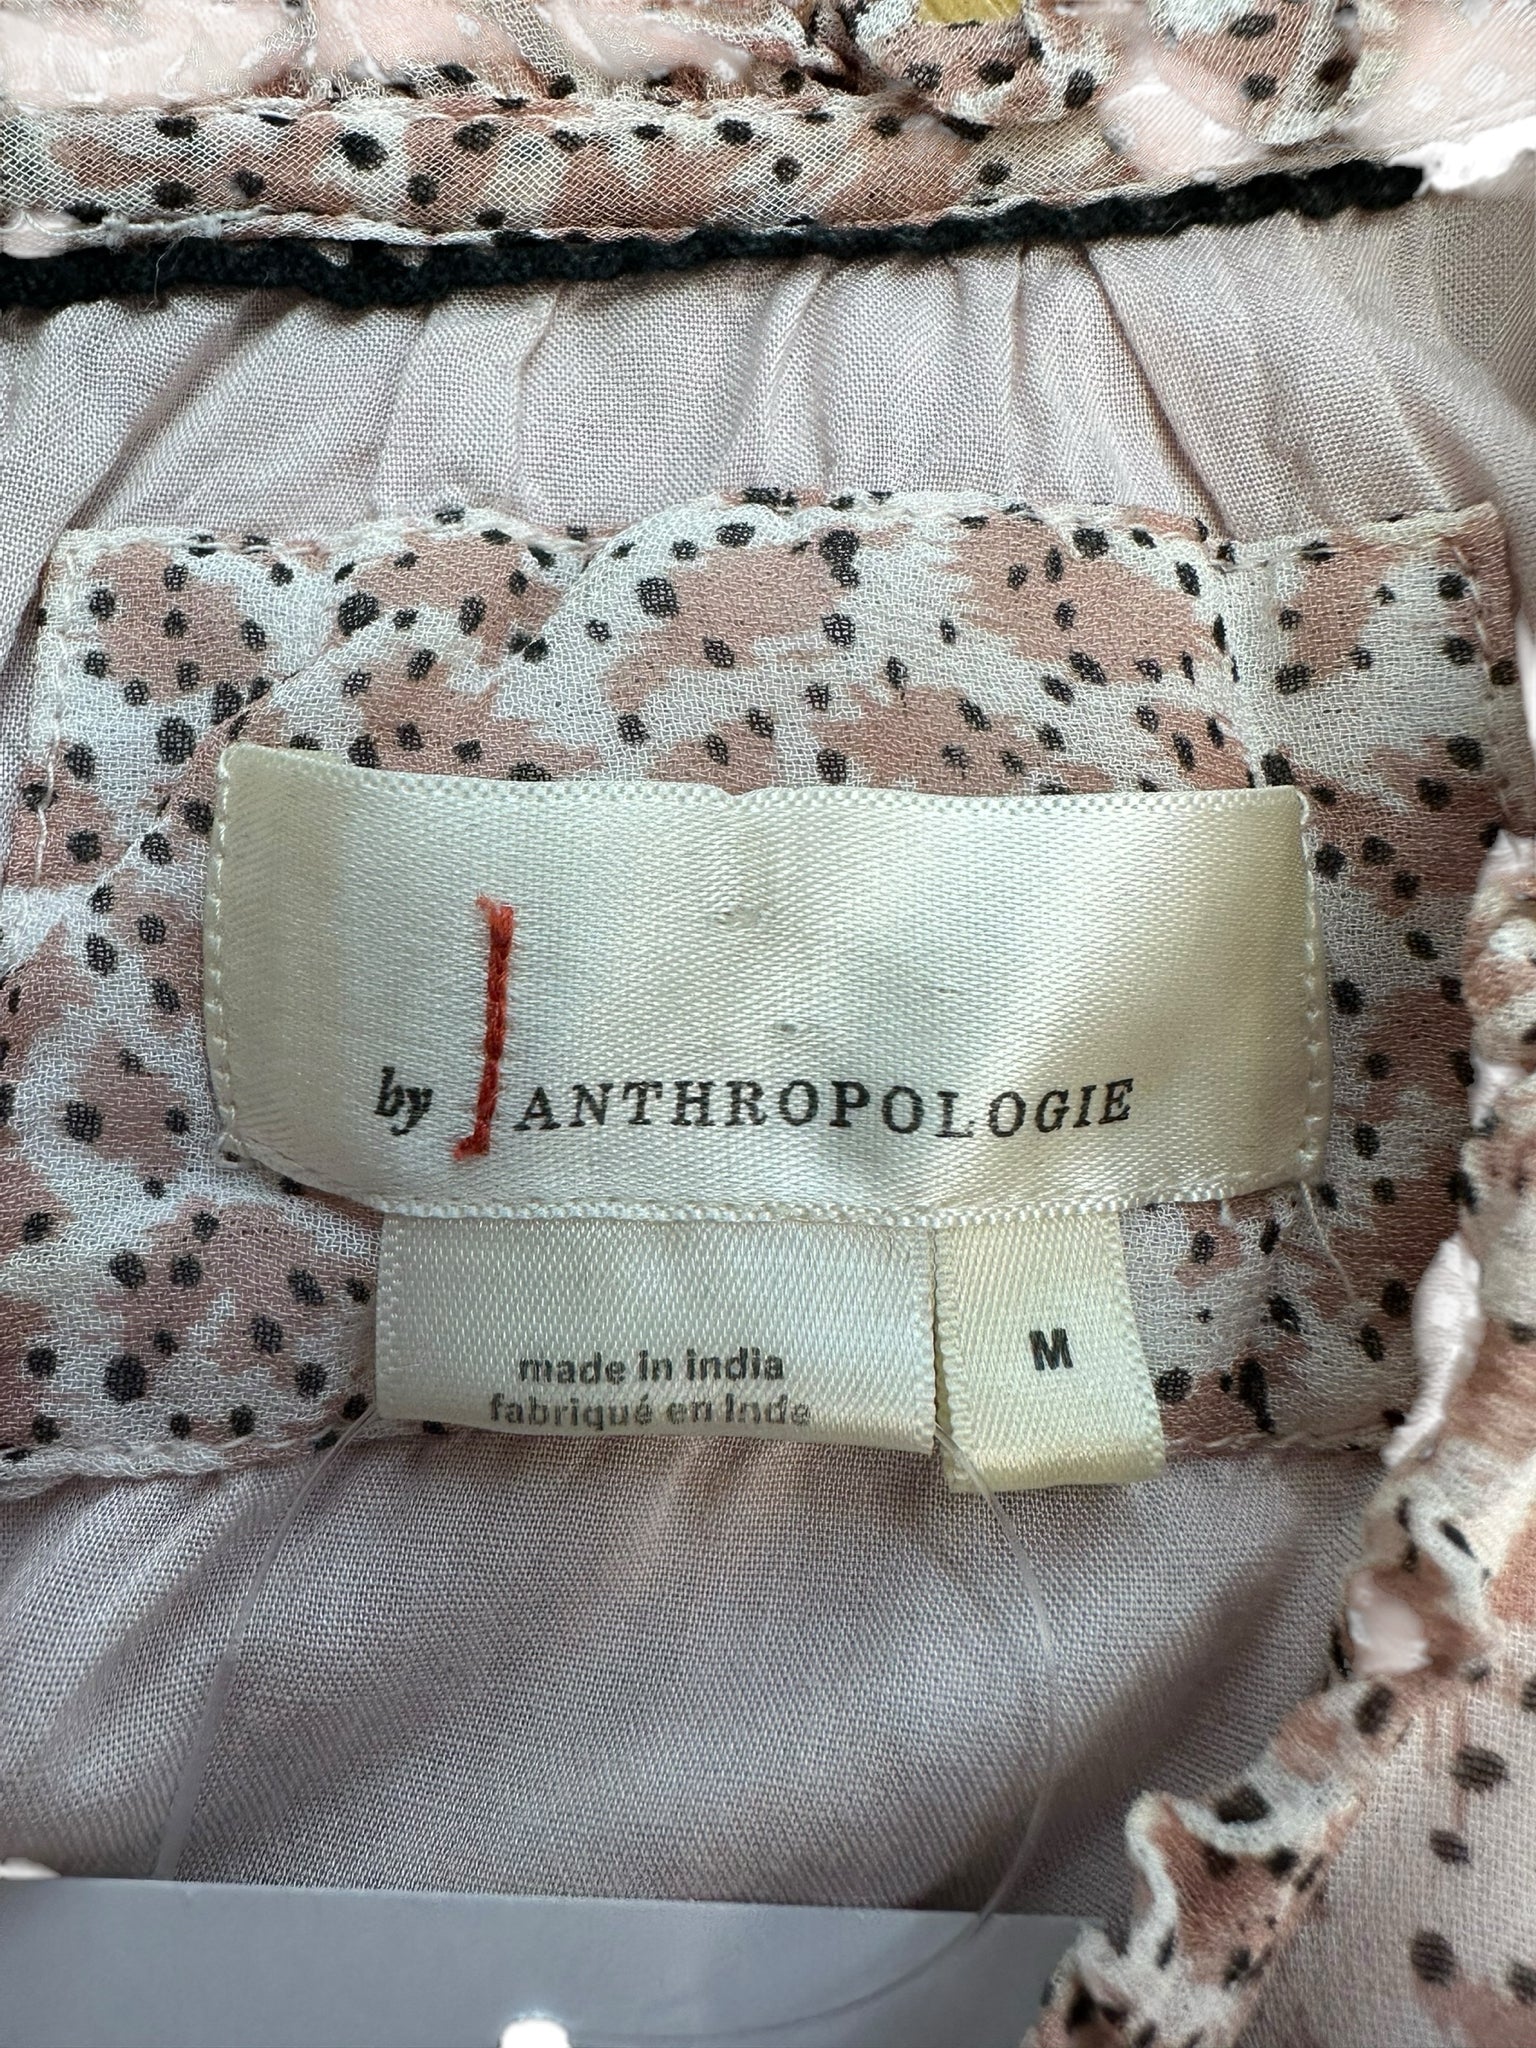 by ANTHROPOLOGIE
made in india
fabriqué en Inde
M